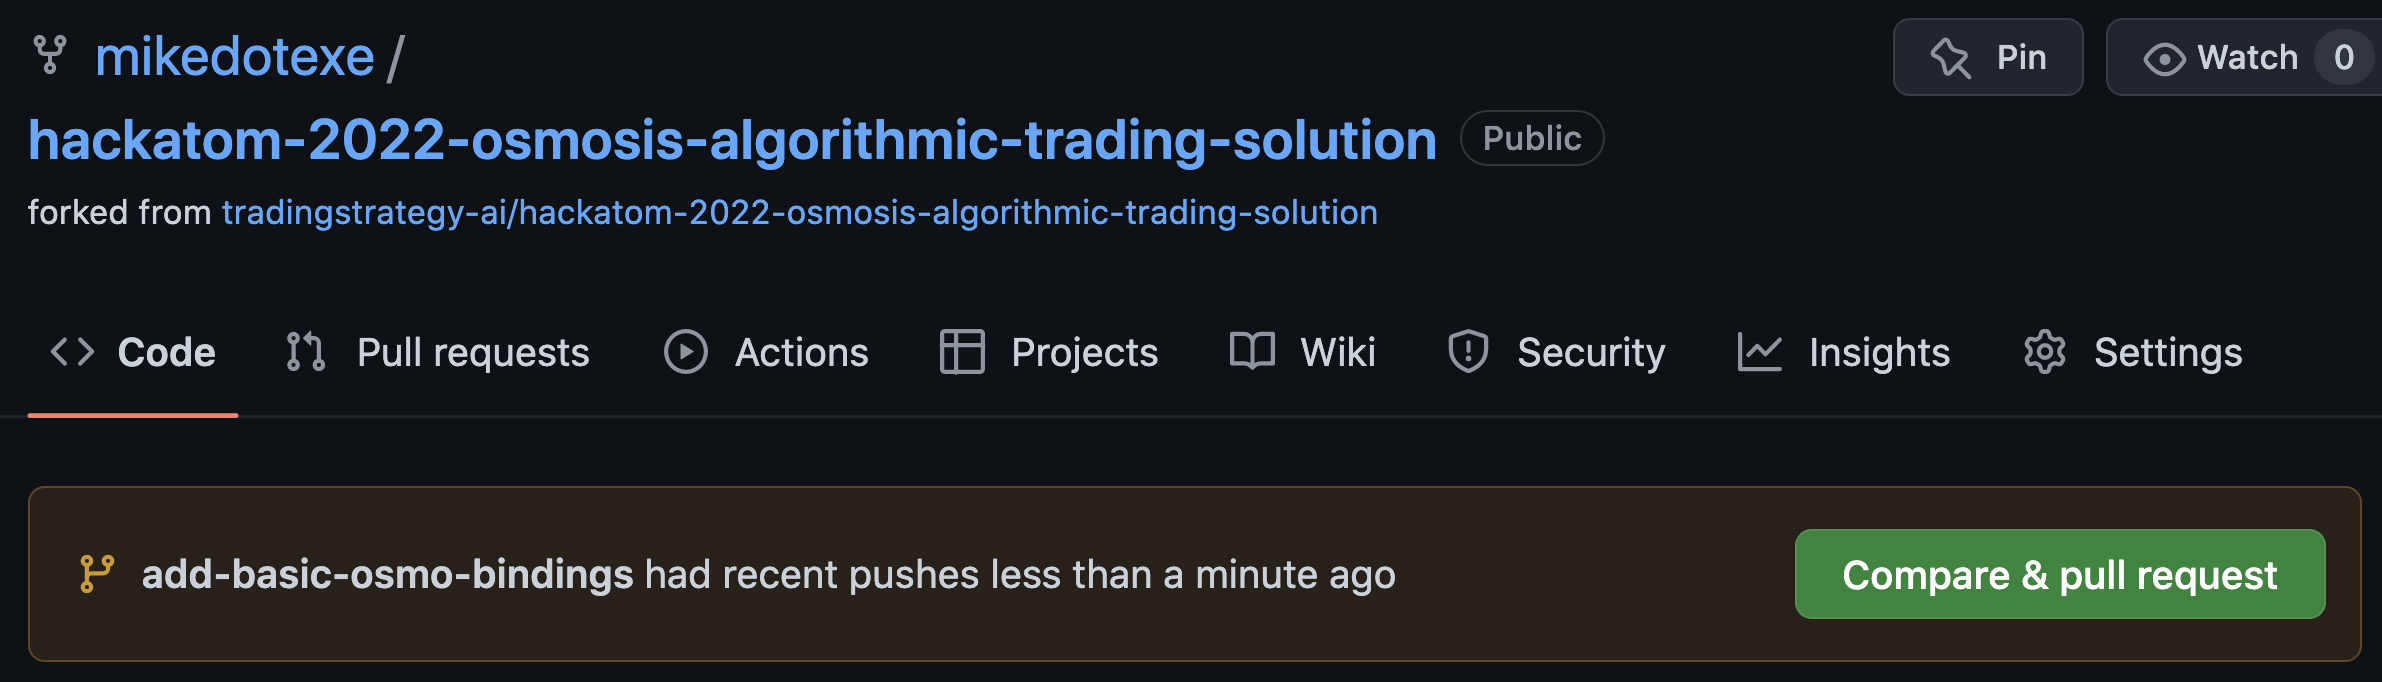 mikedotexe /
Pin
Watch 0
hackatom-2022-osmosis-algorithmic-trading-solution Public
forked from tradingstrategy-ai/hackatom-2022-osmosis-algorithmic-trading-solution
Code Pull requests Actions Projects Wiki Security Insights Settings
add-basic-osmo-bindings had recent pushes less than a minute ago
Compare & pull request